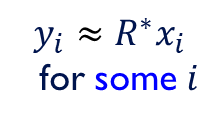 yᵢ ≈ R*xᵢ
for some i